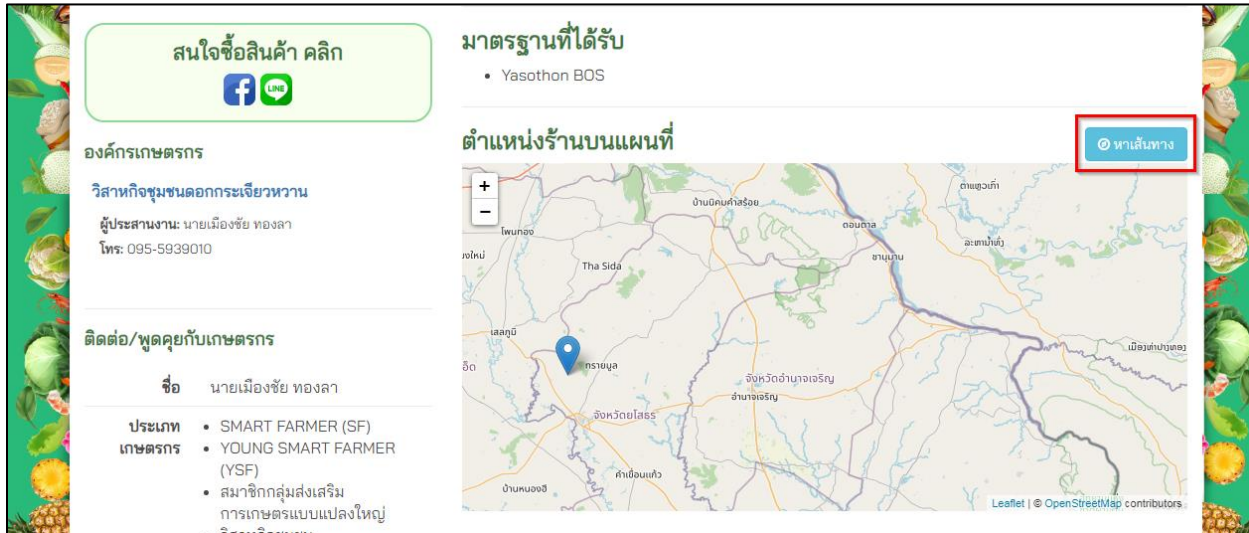 สนใจซื้อสินค้า คลิก
LINE
องค์กรเกษตรกร
วิสาหกิจชุมชนดอกกระเจียวหวาน
ผู้ประสานงาน: นายเมืองชัย ทองลา
โทร: 095-5939010
ติดต่อ/พูดคุยกับเกษตรกร
ชื่อ นายเมืองชัย ทองลา
ประเภท
เกษตรกร
• SMART FARMER (SF)
• YOUNG SMART FARMER
(YSF)
• สมาชิกกลุ่มส่งเสริม
การเกษตรแบบแปลงใหญ่
มาตรฐานที่ได้รับ
• Yasothon BOS
ตำแหน่งร้านบนแผนที่
หาเส้นทาง
+
−
บ้านนิคมคำสร้อย
โพนทอง
ดอนตาล
ชานุมาน
Tha Sida
เสลภูมิ
ทรายมูล
จังหวัดอำนาจเจริญ
อำนาจเจริญ
จังหวัดยโสธร
คำเขื่อนแก้ว
บ้านหนองฮี
Leaflet | © OpenStreetMap contributors